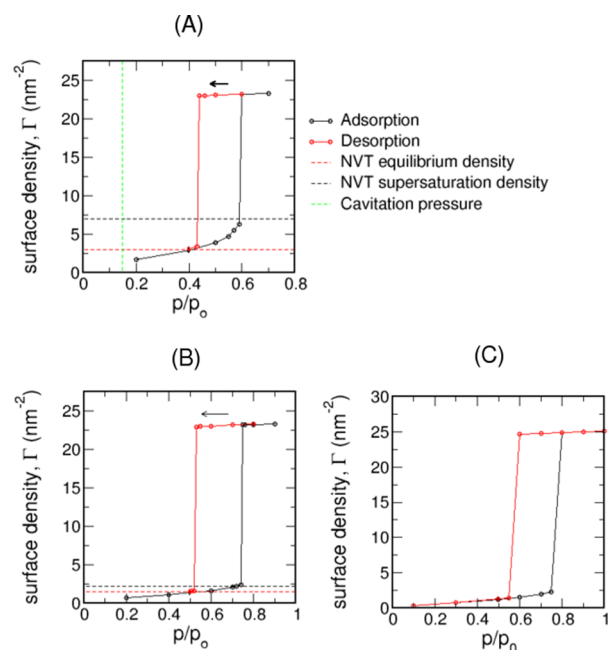 (A)
surface density, Γ (nm⁻²)
25
20
15
10
5
0
0 0.2 0.4 0.6 0.8
p/pₒ
Adsorption
Desorption
NVT equilibrium density
NVT supersaturation density
Cavitation pressure
(B)
surface density, Γ (nm⁻²)
25
20
15
10
5
0
0 0.2 0.4 0.6 0.8 1
p/pₒ
(C)
surface density, Γ (nm⁻²)
30
25
20
15
10
5
0
0 0.2 0.4 0.6 0.8 1
p/p₀